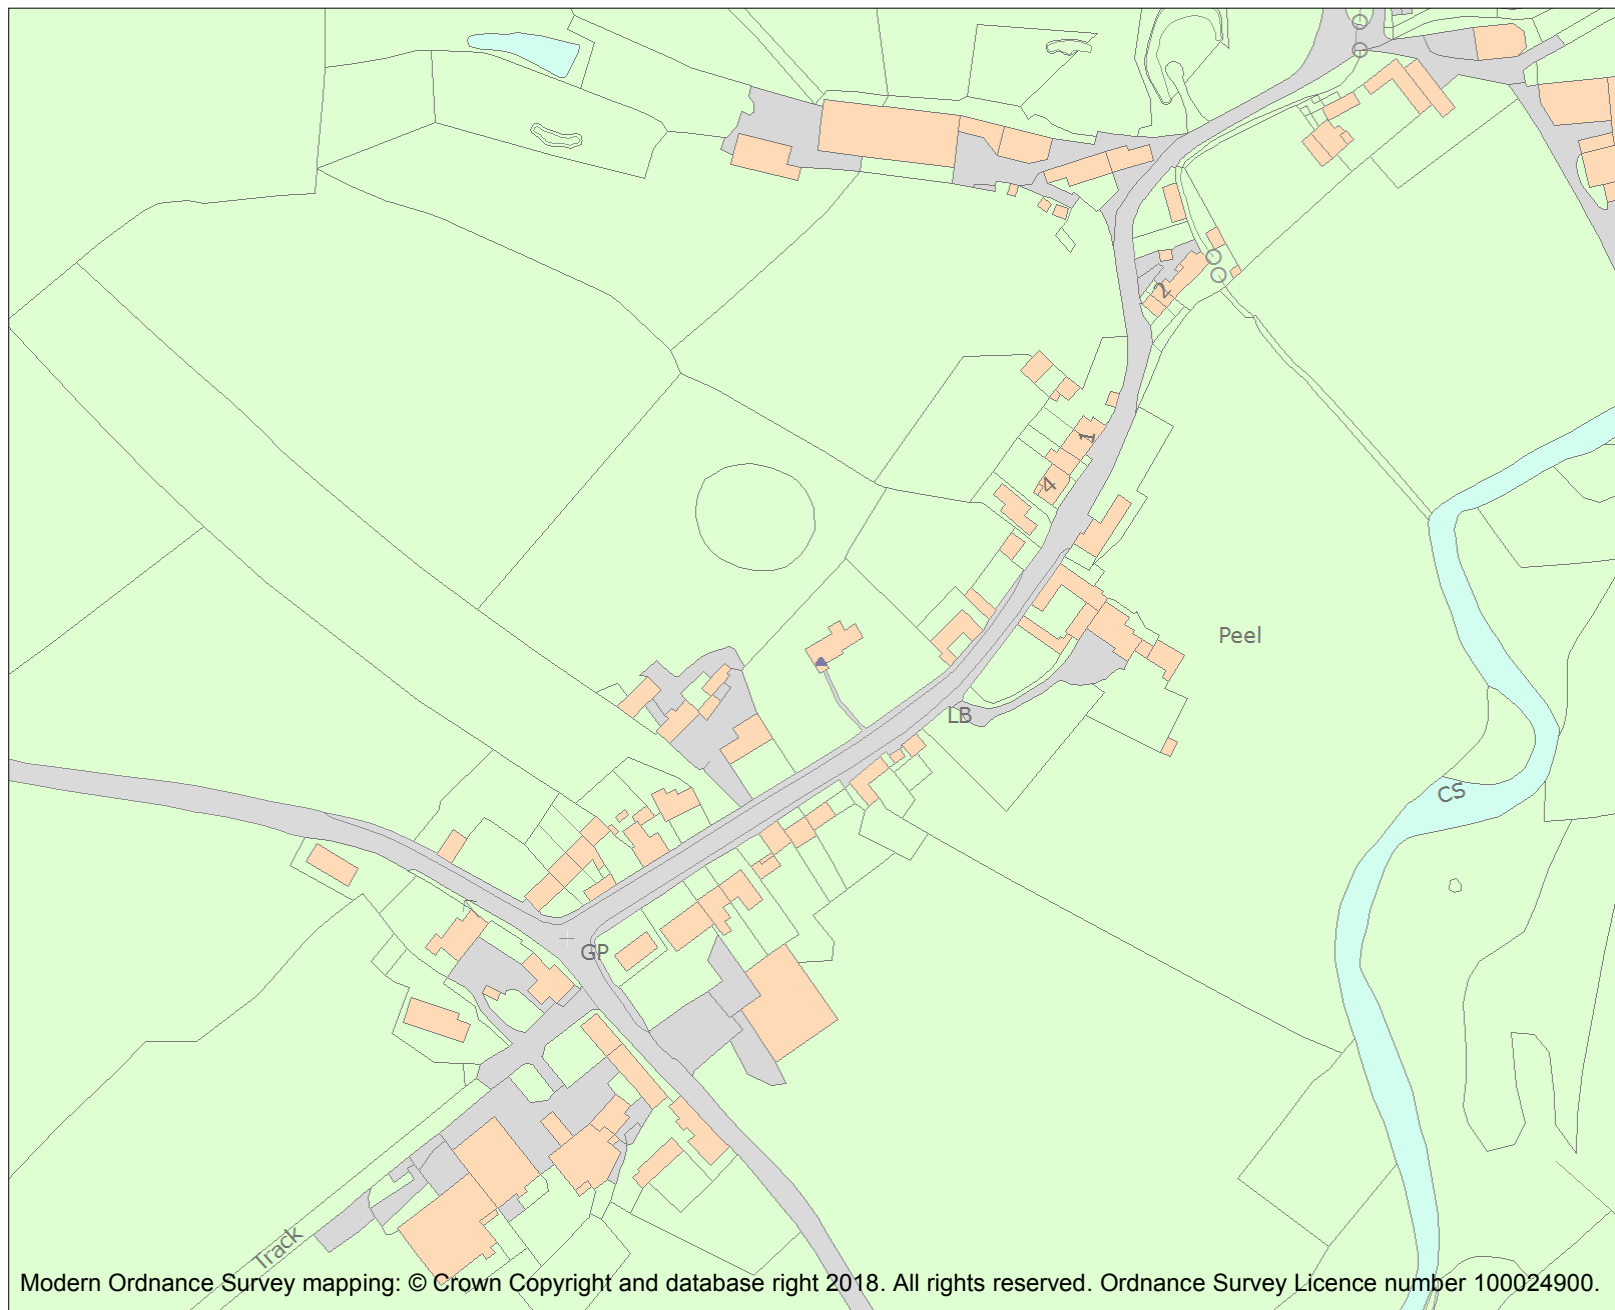 2
1
4
Peel
LB
CS
GP
Track
Modern Ordnance Survey mapping: © Crown Copyright and database right 2018. All rights reserved. Ordnance Survey Licence number 100024900.